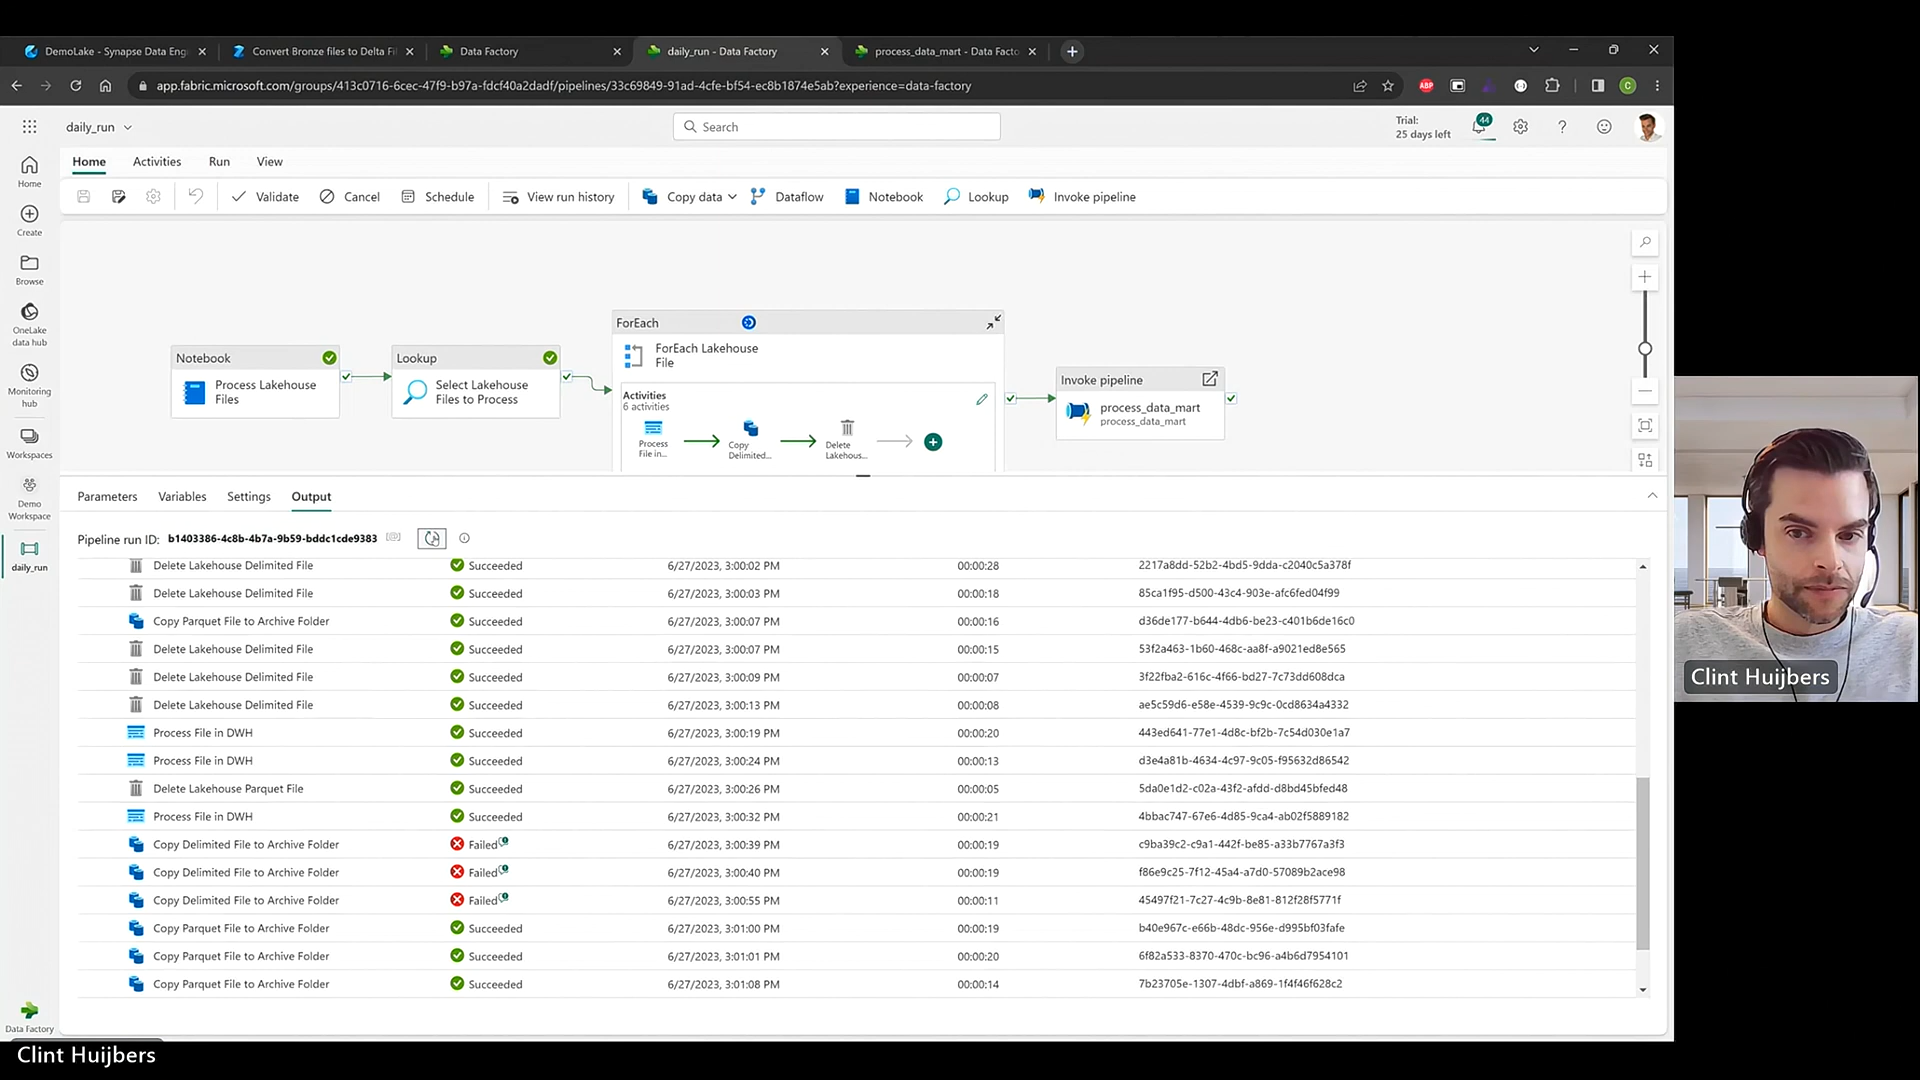 DemoLake - Synapse Data Eng
Convert Bronze files to Delta Fi
Data Factory
daily_run - Data Factory
process_data_mart - Data Facto
app.fabric.microsoft.com/groups/413c0716-6cec-47f9-b97a-fdcf40a2dadf/pipelines/33c69849-91ad-4cfe-bf54-ec8b1874e5ab?experience=data-factory
ABP
C
daily_run
Search
Trial:
25 days left
44
Home
Activities
Run
View
Validate
Cancel
Schedule
View run history
Copy data
Dataflow
Notebook
Lookup
Invoke pipeline
Home
Create
Browse
OneLake
data hub
Monitoring
hub
Workspaces
Demo
Workspace
daily_run
Data Factory
Notebook
Process Lakehouse
Files
Lookup
Select Lakehouse
Files to Process
ForEach
ForEach Lakehouse
File
Activities
6 activities
Process
File in...
Copy
Delimited...
Delete
Lakehous...
Invoke pipeline
process_data_mart
process_data_mart
Parameters
Variables
Settings
Output
Pipeline run ID: b1403386-4c8b-4b7a-9b59-bddc1cde9383
Delete Lakehouse Delimited File Succeeded 6/27/2023, 3:00:02 PM 00:00:28 2217a8dd-52b2-4bd5-9dda-c2040c5a378f
Delete Lakehouse Delimited File Succeeded 6/27/2023, 3:00:03 PM 00:00:18 85ca1f95-d500-43c4-903e-afc6fed04f99
Copy Parquet File to Archive Folder Succeeded 6/27/2023, 3:00:07 PM 00:00:16 d36de177-b644-4db6-be23-c401b6de16c0
Delete Lakehouse Delimited File Succeeded 6/27/2023, 3:00:07 PM 00:00:15 53f2a463-1b60-468c-aa8f-a9021ed8e565
Delete Lakehouse Delimited File Succeeded 6/27/2023, 3:00:09 PM 00:00:07 3f22fba2-616c-4f66-bd27-7c73dd608dca
Delete Lakehouse Delimited File Succeeded 6/27/2023, 3:00:13 PM 00:00:08 ae5c59d6-e58e-4539-9c9c-0cd8634a4332
Process File in DWH Succeeded 6/27/2023, 3:00:19 PM 00:00:20 443ed641-77e1-4d8c-bf2b-7c54d030e1a7
Process File in DWH Succeeded 6/27/2023, 3:00:24 PM 00:00:13 d3e4a81b-4634-4c97-9c05-f95632d86542
Delete Lakehouse Parquet File Succeeded 6/27/2023, 3:00:26 PM 00:00:05 5da0e1d2-c02a-43f2-afdd-d8bd45bfed48
Process File in DWH Succeeded 6/27/2023, 3:00:32 PM 00:00:21 4bbac747-67e6-4d85-9ca4-ab02f5889182
Copy Delimited File to Archive Folder Failed 6/27/2023, 3:00:39 PM 00:00:19 c9ba39c2-c9a1-442f-be85-a33b7767a3f3
Copy Delimited File to Archive Folder Failed 6/27/2023, 3:00:40 PM 00:00:19 f86e9c25-7f12-45a4-a7d0-57089b2ace98
Copy Delimited File to Archive Folder Failed 6/27/2023, 3:00:55 PM 00:00:11 45497f21-7c27-4c9b-8e81-812f28f5771f
Copy Parquet File to Archive Folder Succeeded 6/27/2023, 3:01:00 PM 00:00:19 b40e967c-e66b-48dc-956e-d995bf03fafe
Copy Parquet File to Archive Folder Succeeded 6/27/2023, 3:01:01 PM 00:00:20 6f82a533-8370-470c-bc96-a4b6d7954101
Copy Parquet File to Archive Folder Succeeded 6/27/2023, 3:01:08 PM 00:00:14 7b23705e-1307-4dbf-a869-1f4f46f628c2
Clint Huijbers
Clint Huijbers